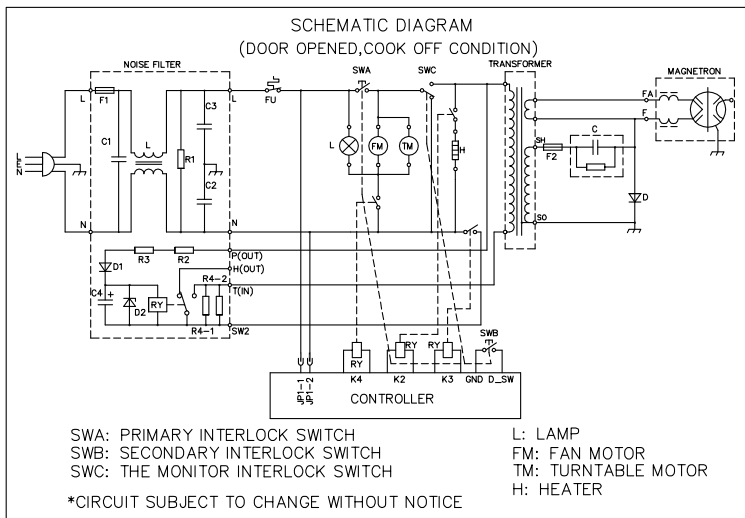 SCHEMATIC DIAGRAM
(DOOR OPENED,COOK OFF CONDITION)
NOISE FILTER
SWA
SWC
TRANSFORMER
MAGNETRON
L
F1
L
FU
FA
F
C3
L
C1
R1
L
FM
TM
H
SH
F2
C
L
E
N
C2
D
N
N
SO
P(OUT)
R3
R2
D1
H(OUT)
R4-2
T(IN)
C4
+
D2
RY
R4-1
SW2
SWB
RY
RY
RY
JP1-1
JP1-2
K4
K2
K3
GND
D_SW
CONTROLLER
SWA: PRIMARY INTERLOCK SWITCH
SWB: SECONDARY INTERLOCK SWITCH
SWC: THE MONITOR INTERLOCK SWITCH
L: LAMP
FM: FAN MOTOR
TM: TURNTABLE MOTOR
H: HEATER
*CIRCUIT SUBJECT TO CHANGE WITHOUT NOTICE